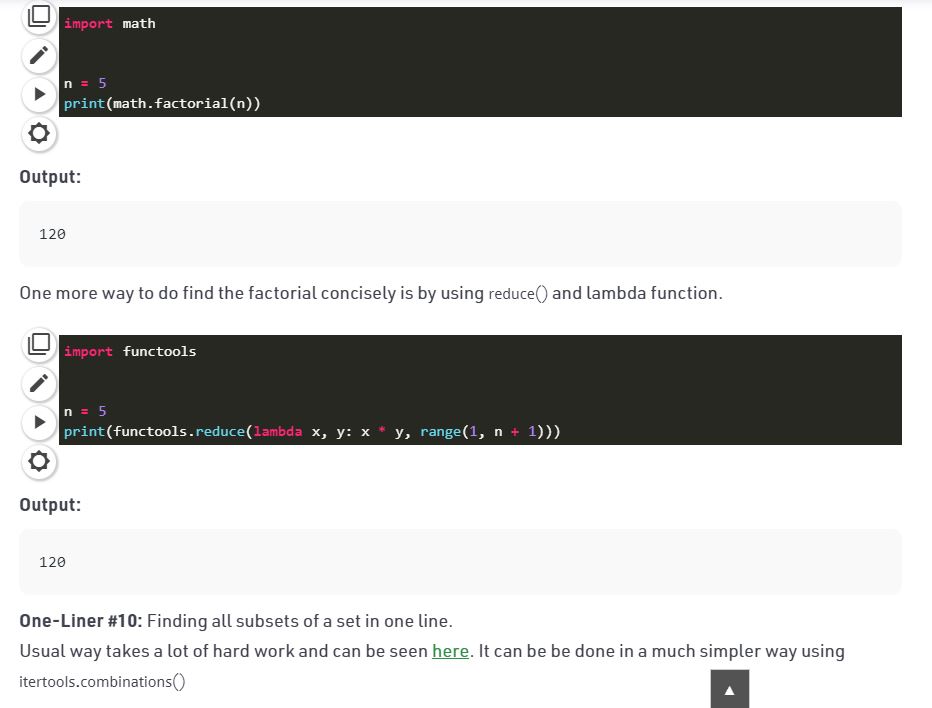 import math
n = 5
print(math.factorial(n))
Output:
120
One more way to do find the factorial concisely is by using reduce() and lambda function.
import functools
n = 5
print(functools.reduce(lambda x, y: x * y, range(1, n + 1)))
Output:
120
One-Liner #10: Finding all subsets of a set in one line.
Usual way takes a lot of hard work and can be seen here. It can be be done in a much simpler way using
itertools.combinations()